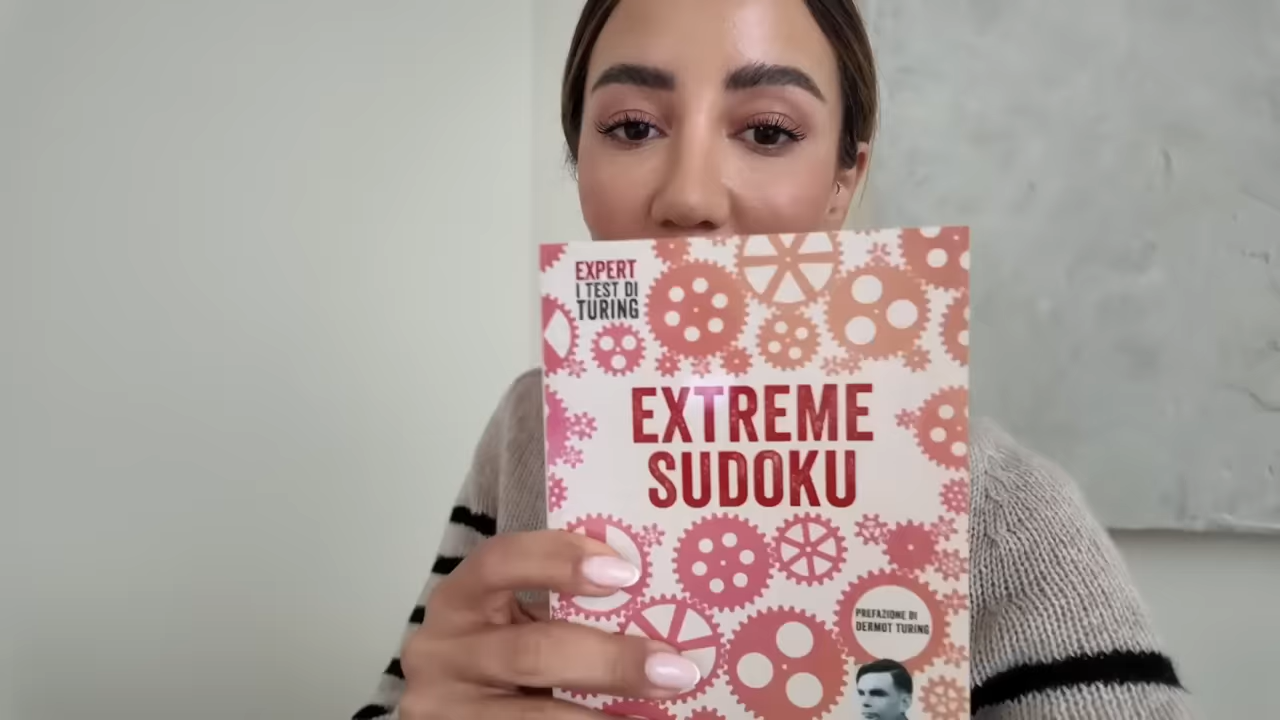 EXPERT
I TEST DI
TURING
EXTREME
SUDOKU
PREFAZIONE DI
DERMOT TURING